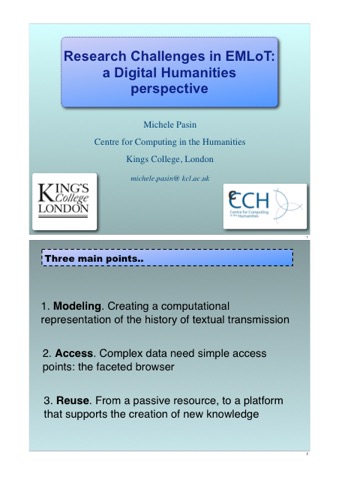 Research Challenges in EMLoT:
a Digital Humanities
perspective
Michele Pasin
Centre for Computing in the Humanities
Kings College, London
michele.pasin@ kcl.ac.uk
KING'S
College
LONDON
CCH
Centre for Computing
in the Humanities
Three main points..
1. Modeling. Creating a computational
representation of the history of textual transmission
2. Access. Complex data need simple access
points: the faceted browser
3. Reuse. From a passive resource, to a platform
that supports the creation of new knowledge